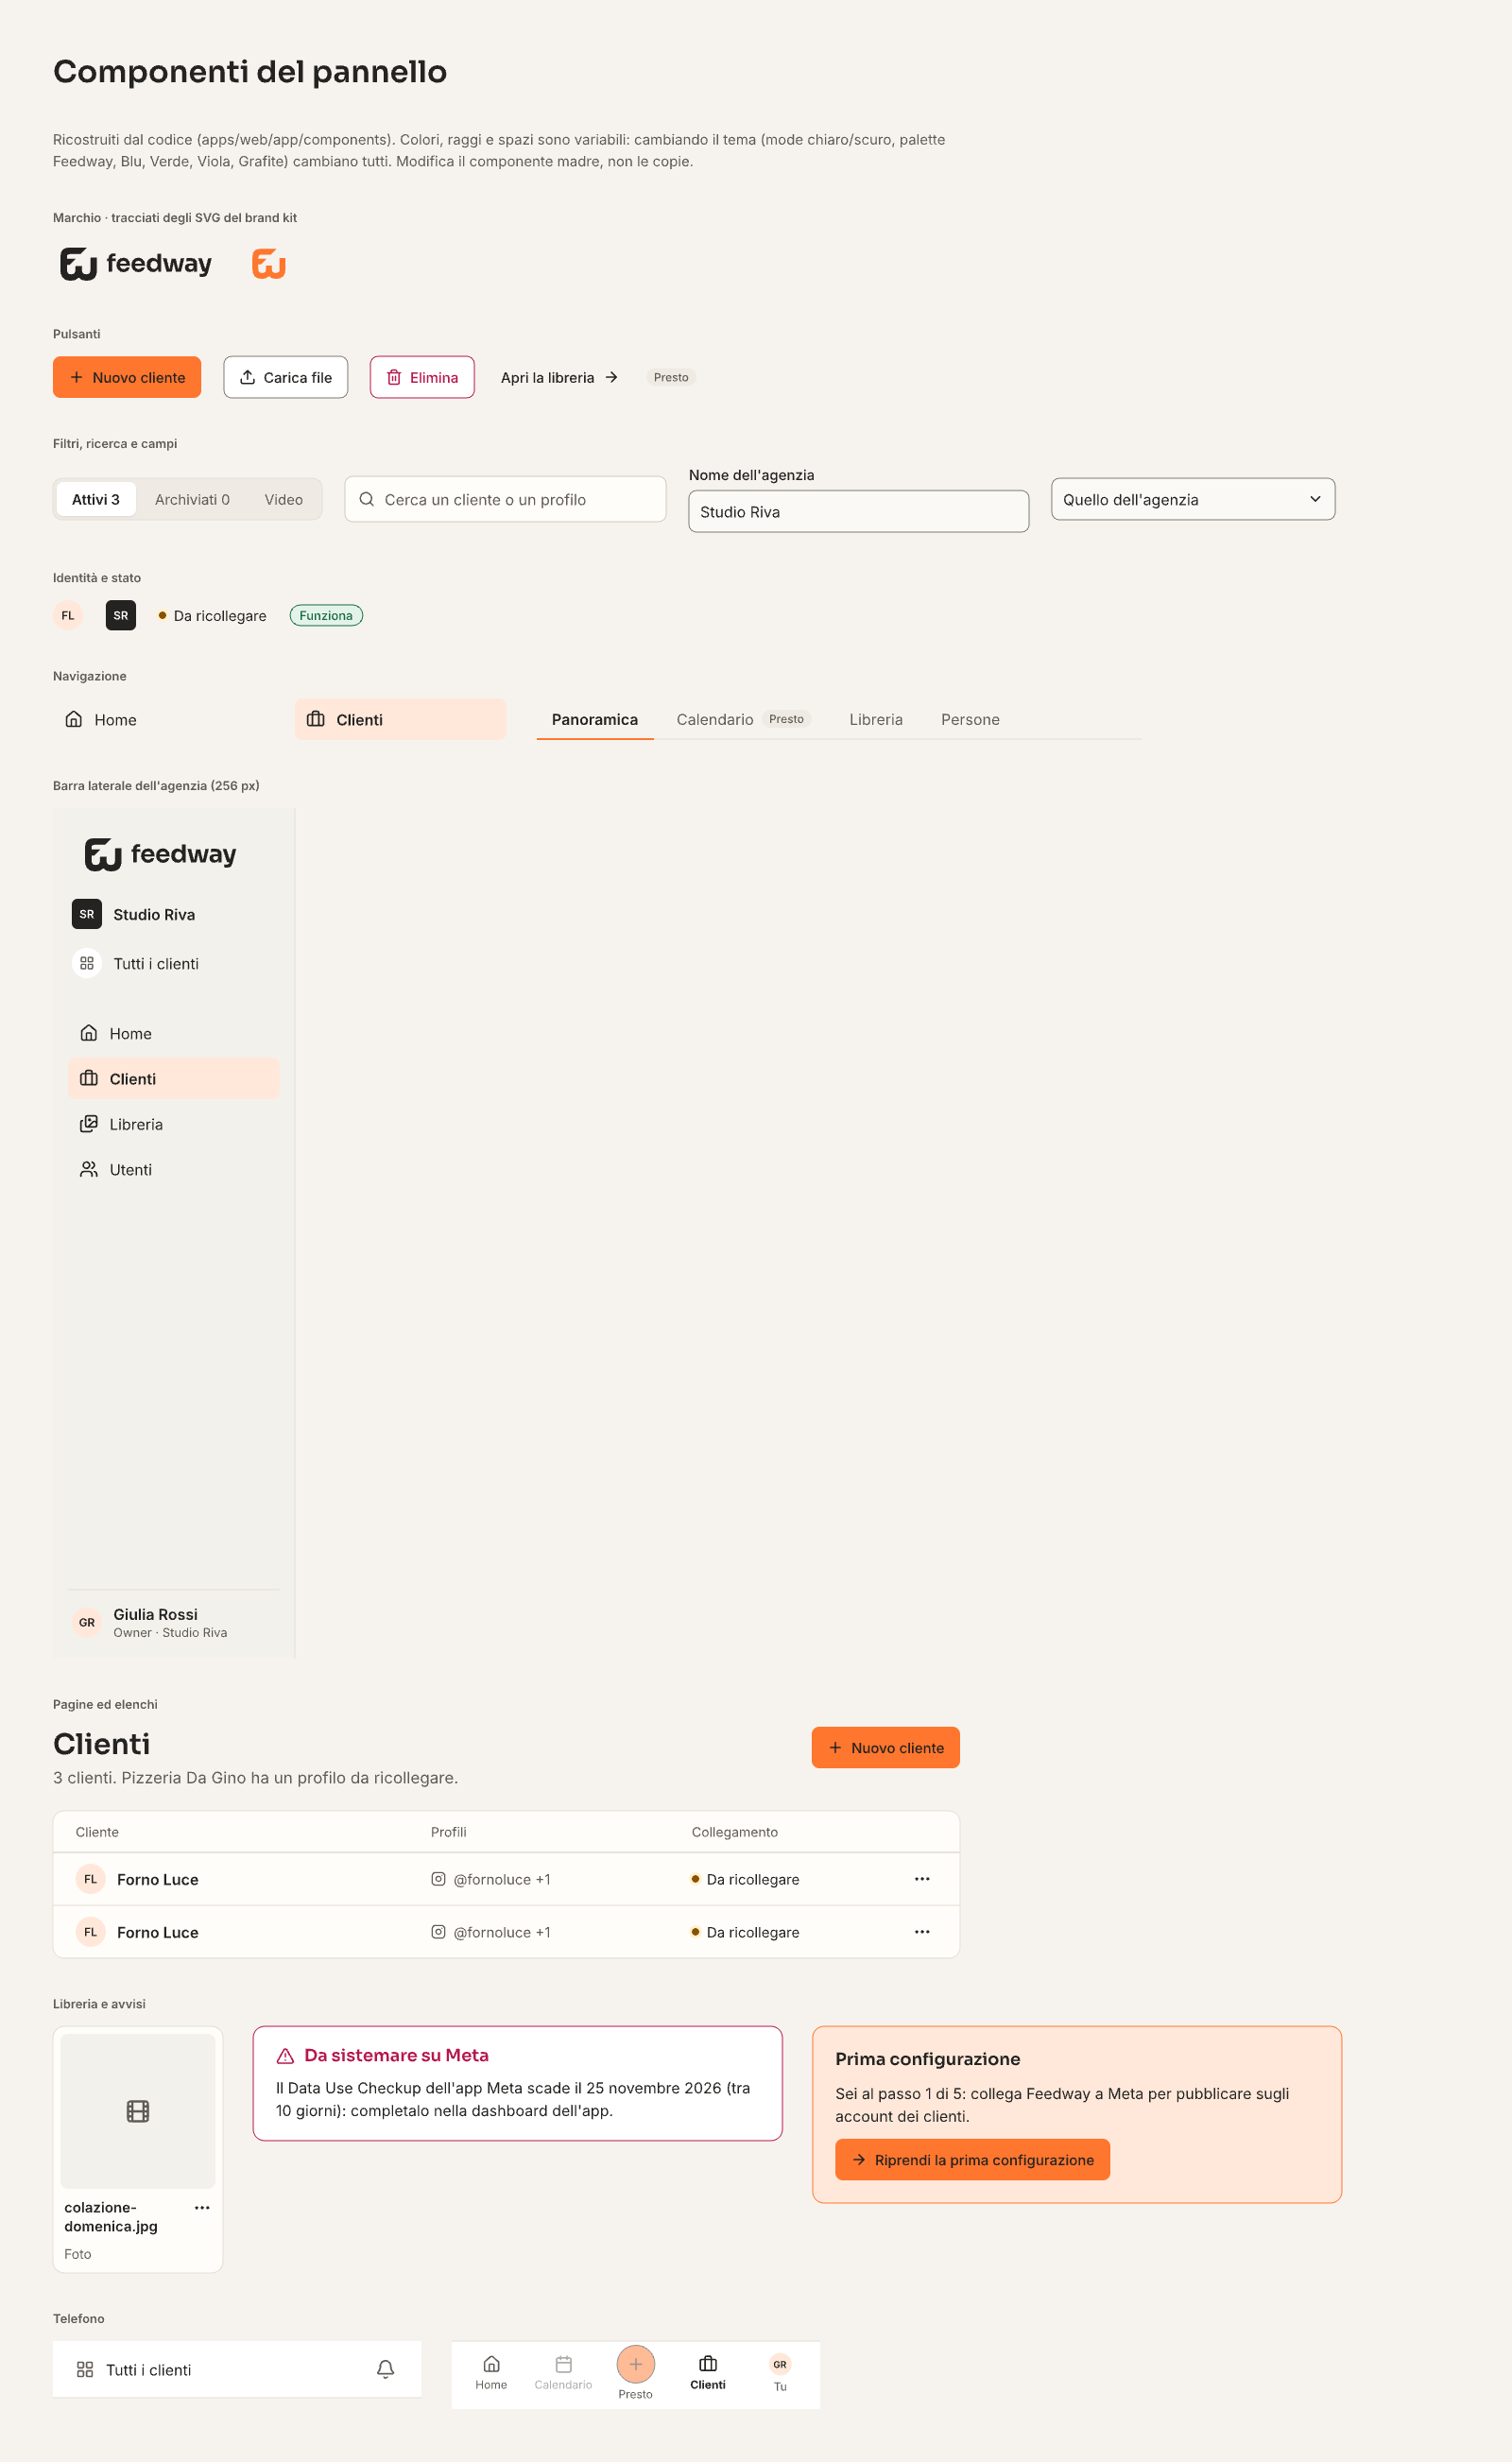 Componenti del pannello
Ricostruiti dal codice (apps/web/app/components). Colori, raggi e spazi sono variabili: cambiando il tema (mode chiaro/scuro, palette
Feedway, Blu, Verde, Viola, Grafite) cambiano tutti. Modifica il componente madre, non le copie.
Marchio · tracciati degli SVG del brand kit
feedway
Pulsanti
Nuovo cliente
Carica file
Elimina
Apri la libreria
Presto
Filtri, ricerca e campi
Attivi 3
Archiviati 0
Video
Cerca un cliente o un profilo
Nome dell'agenzia
Studio Riva
Quello dell'agenzia
Identità e stato
FL
SR
Da ricollegare
Funziona
Navigazione
Home
Clienti
Panoramica
Calendario
Presto
Libreria
Persone
Barra laterale dell'agenzia (256 px)
feedway
SR
Studio Riva
Tutti i clienti
Home
Clienti
Libreria
Utenti
GR
Giulia Rossi
Owner · Studio Riva
Pagine ed elenchi
Clienti
3 clienti. Pizzeria Da Gino ha un profilo da ricollegare.
Nuovo cliente
Cliente
Profili
Collegamento
FL
Forno Luce
@fornoluce +1
Da ricollegare
FL
Forno Luce
@fornoluce +1
Da ricollegare
Libreria e avvisi
colazione-
domenica.jpg
Foto
Da sistemare su Meta
Il Data Use Checkup dell'app Meta scade il 25 novembre 2026 (tra
10 giorni): completalo nella dashboard dell'app.
Prima configurazione
Sei al passo 1 di 5: collega Feedway a Meta per pubblicare sugli
account dei clienti.
Riprendi la prima configurazione
Telefono
Tutti i clienti
Home
Calendario
Presto
Clienti
GR
Tu